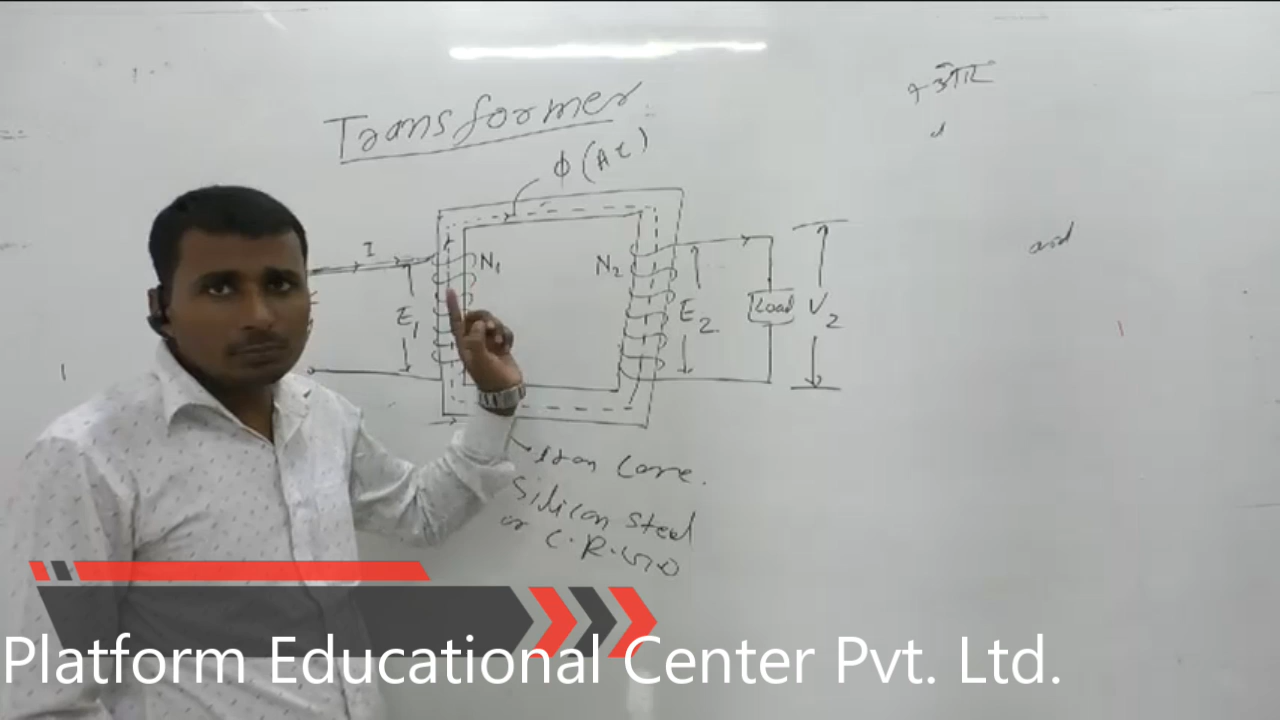 Transformer
Φ (At)
I
N₁
N₂
E₁
E₂
Load
V₂
Iron Core.
Silicon Steel
or C.R.G.O
Platform Educational Center Pvt. Ltd.